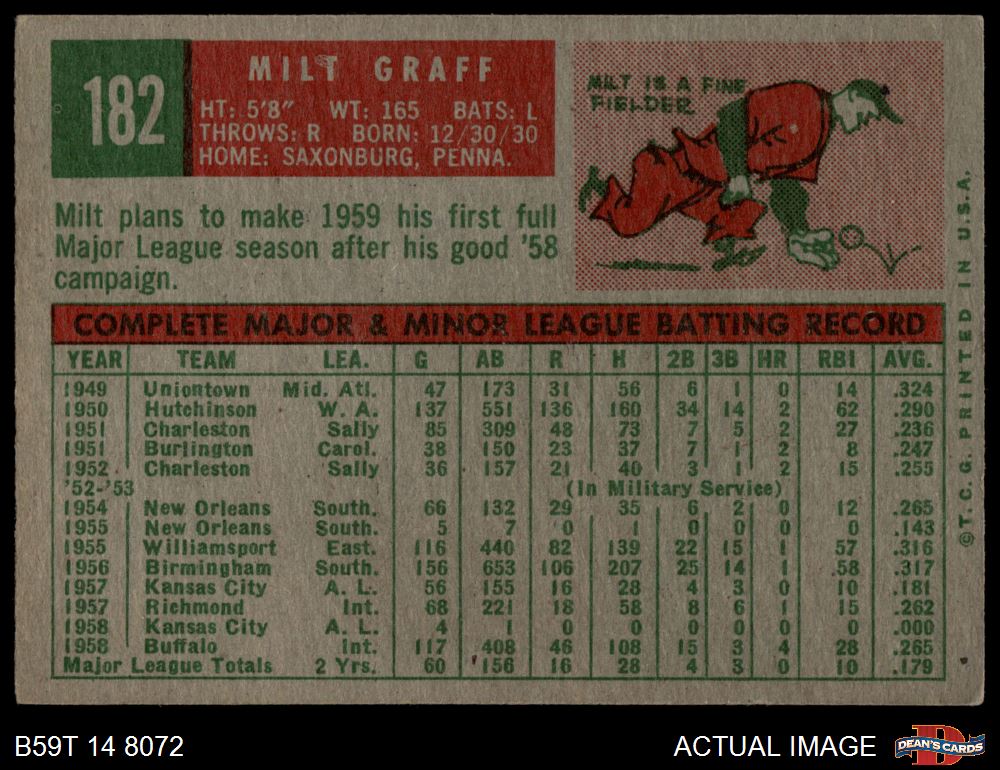 182
MILT GRAFF
HT: 5'8" WT: 165 BATS: L
THROWS: R BORN: 12/30/30
HOME: SAXONBURG, PENNA.
MILT IS A FINE
FIELDER
Milt plans to make 1959 his first full
Major League season after his good '58
campaign.
COMPLETE MAJOR & MINOR LEAGUE BATTING RECORD
YEAR TEAM LEA. G AB R H 2B 3B HR RBI AVG.
1949 Uniontown Mid. Atl. 47 173 31 56 6 1 0 14 .324
1950 Hutchinson W. A. 137 551 136 160 34 14 2 62 .290
1951 Charleston Sally 85 309 48 73 7 5 2 27 .236
1951 Burlington Carol. 38 150 23 37 7 1 2 8 .247
1952 Charleston Sally 36 157 21 40 3 1 2 15 .255
'52-'53 (In Military Service)
1954 New Orleans South. 66 132 29 35 6 2 0 12 .265
1955 New Orleans South. 5 7 0 1 0 0 0 0 .143
1955 Williamsport East. 116 440 82 139 22 15 1 57 .316
1956 Birmingham South. 156 653 106 207 25 14 1 .58 .317
1957 Kansas City A. L. 56 155 16 28 4 3 0 10 .181
1957 Richmond Int. 68 221 18 58 8 6 1 15 .262
1958 Kansas City A. L. 4 1 0 0 0 0 0 0 .000
1958 Buffalo Int. 117 408 46 108 15 3 4 28 .265
Major League Totals 2 Yrs. 60 156 16 28 4 3 0 10 .179
©T. C. G. PRINTED IN U.S.A.
B59T 14 8072
ACTUAL IMAGE
DEAN'S CARDS